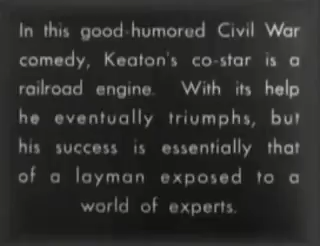 In this good-humored Civil War
comedy, Keaton's co-star is a
railroad engine. With its help
he eventually triumphs, but
his success is essentially that
of a layman exposed to a
world of experts.